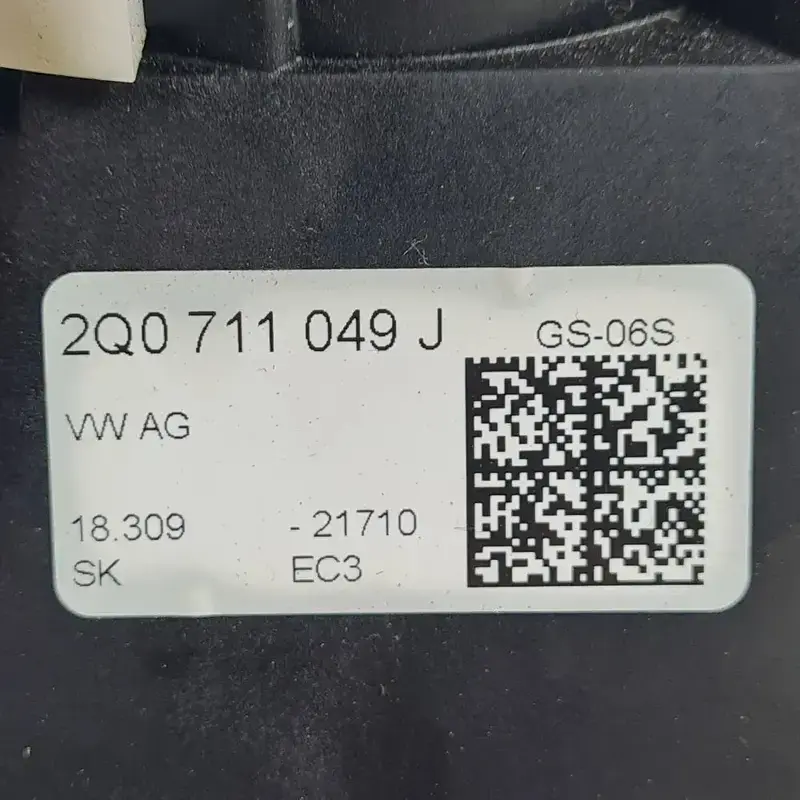 2Q0 711 049 J
GS-06S
VW AG
18.309 - 21710
SK EC3